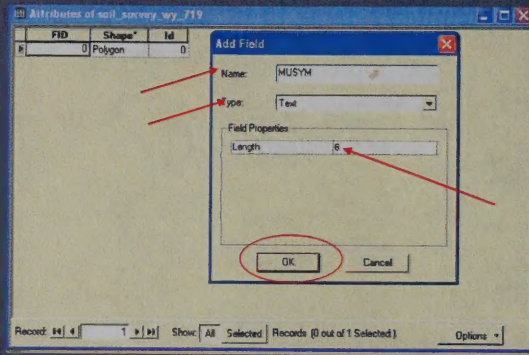 Attributes of soil_survey_wy_719
FID Shape* Id
0 Polygon 0
Add Field
Name: MUSYM
Type: Text
Field Properties
Length 6
OK Cancel
Record: 1 Show: All Selected Records (0 out of 1 Selected.) Options